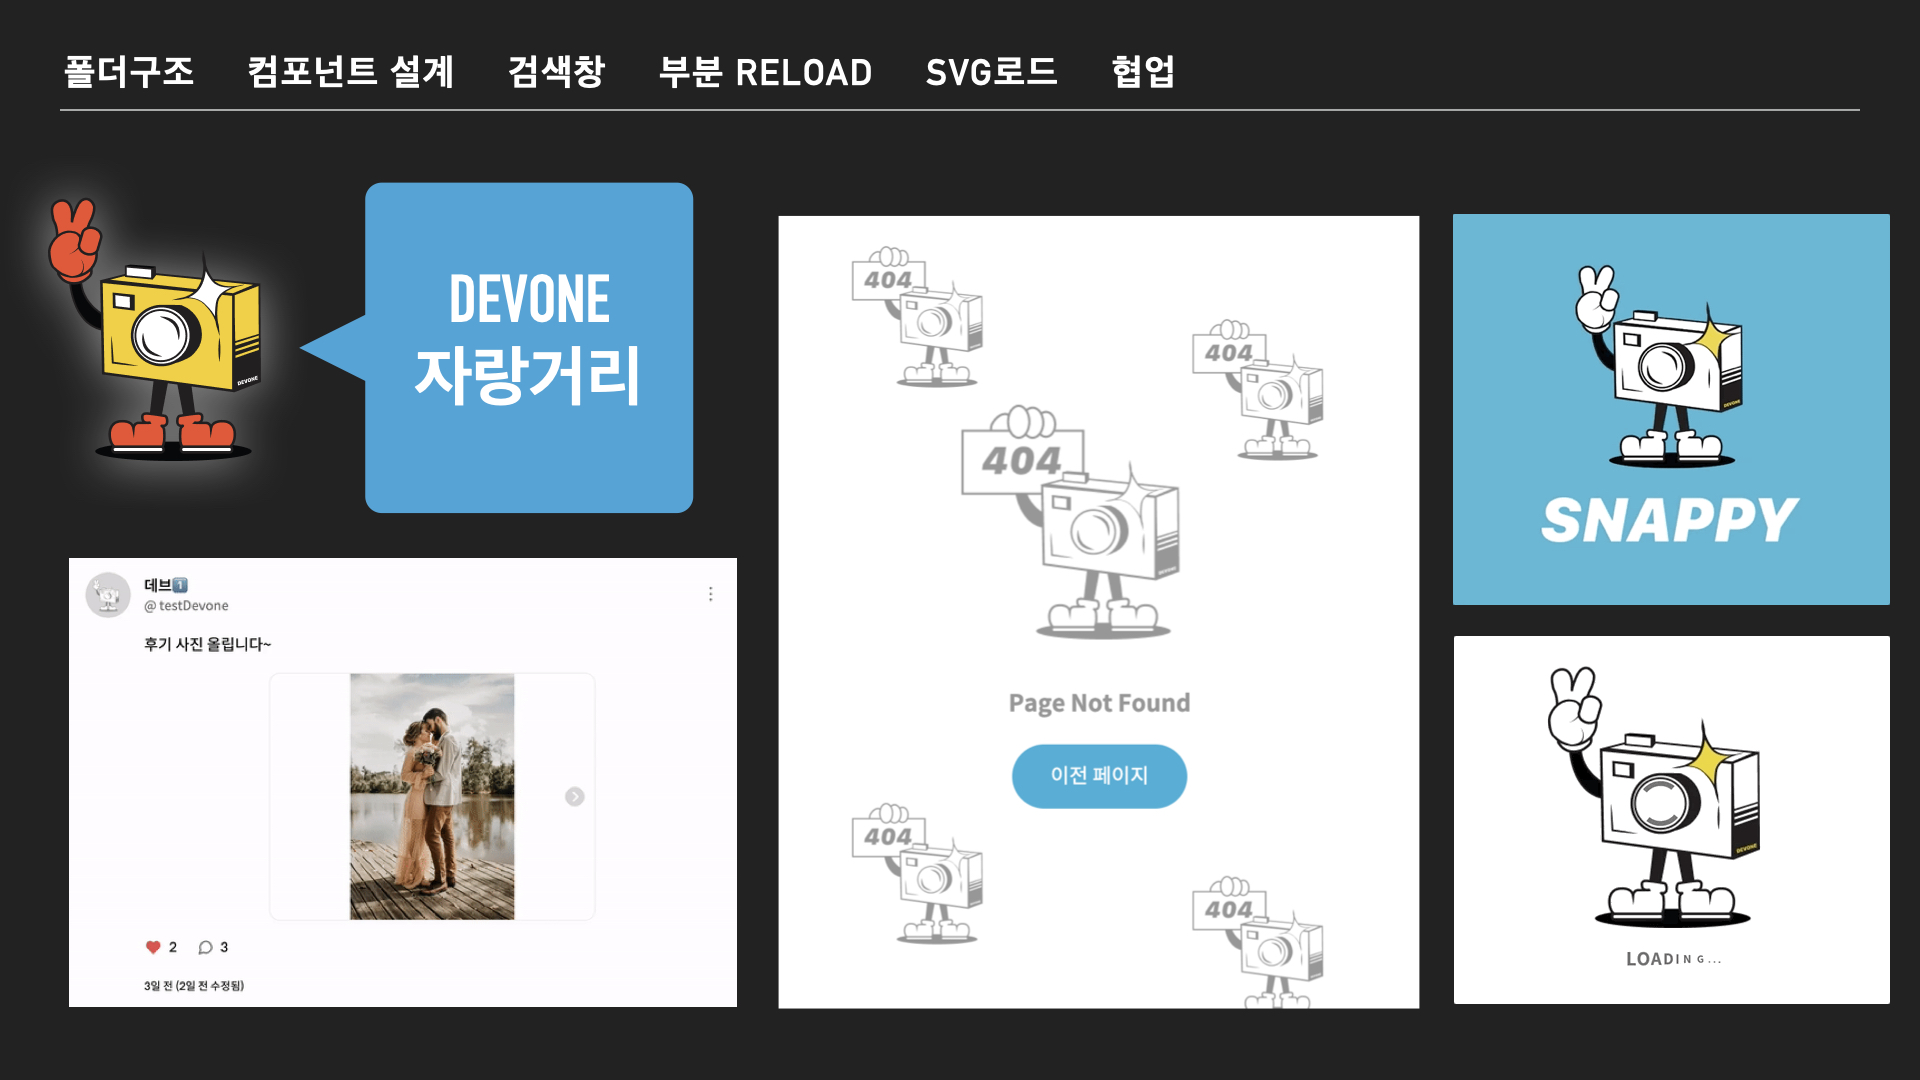 폴더구조 컴포넌트 설계 검색창 부분 RELOAD SVG로드 협업
DEVONE
DEVONE
자랑거리
데브1️⃣
@ testDevone
후기 사진 올립니다~
2 3
3일 전 (2일 전 수정됨)
404
404
404
Page Not Found
이전 페이지
404
404
DEVONE
SNAPPY
DEVONE
LOADING...